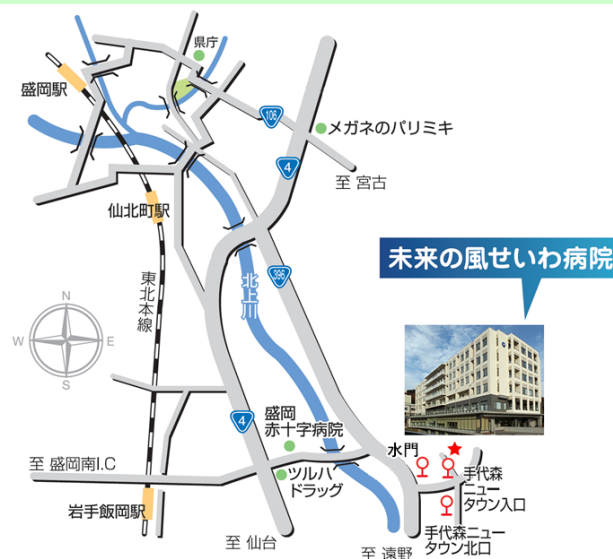 県庁
盛岡駅
106
メガネのパリミキ
4
至 宮古
仙北町駅
未来の風せいわ病院
396
北上川
東北本線
N
W
E
S
4
盛岡
赤十字病院
水門
至 盛岡南I.C
ツルハ
ドラッグ
手代森
ニュー
タウン入口
岩手飯岡駅
手代森ニュー
タウン北口
至 仙台
至 遠野